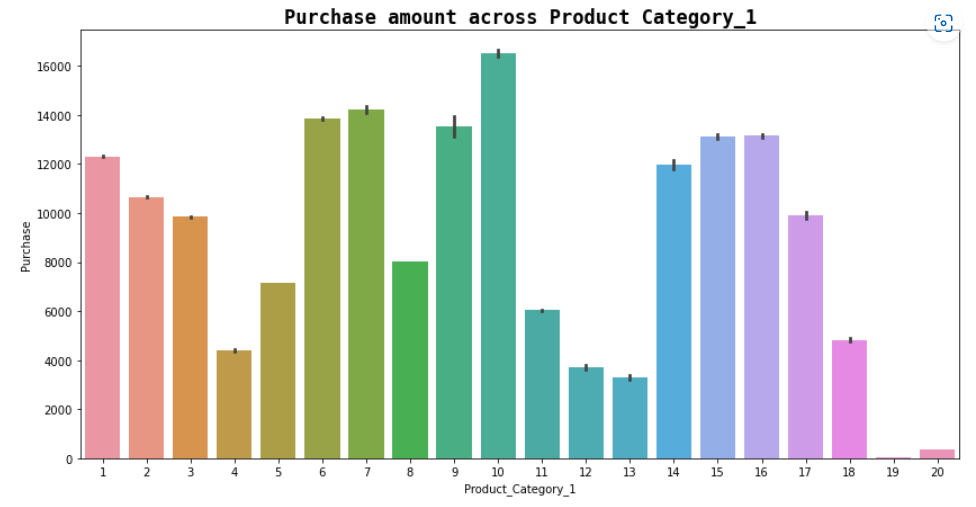 Purchase amount across Product Category_1
16000
14000
12000
10000
8000
6000
4000
2000
0
Purchase
1 2 3 4 5 6 7 8 9 10 11 12 13 14 15 16 17 18 19 20
Product_Category_1